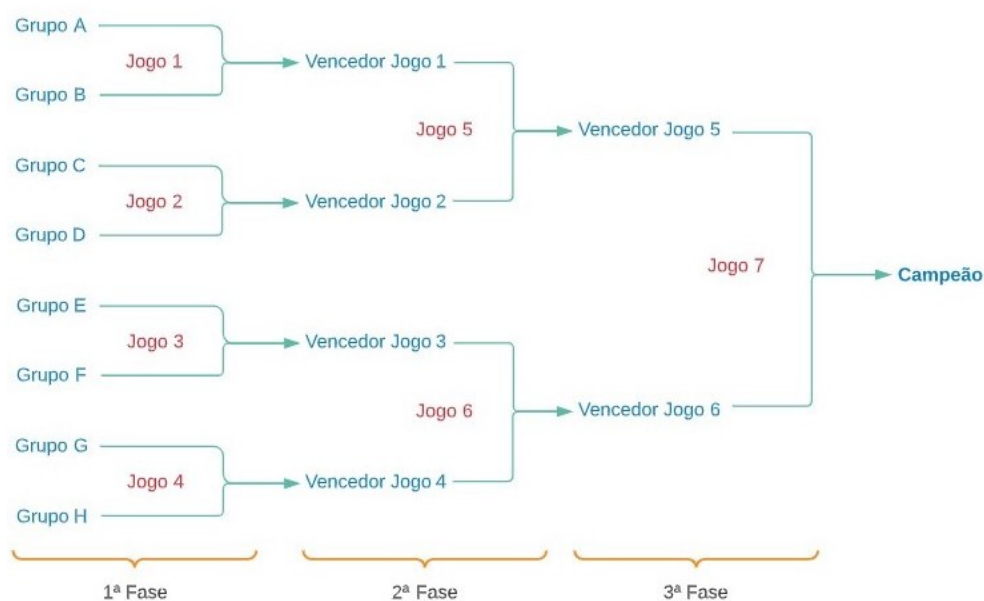 Grupo A
Jogo 1
Grupo B
Vencedor Jogo 1
Grupo C
Jogo 2
Grupo D
Vencedor Jogo 2
Jogo 5
Vencedor Jogo 5
Grupo E
Jogo 3
Grupo F
Vencedor Jogo 3
Grupo G
Jogo 4
Grupo H
Vencedor Jogo 4
Jogo 6
Vencedor Jogo 6
Jogo 7
Campeão
1ª Fase
2ª Fase
3ª Fase